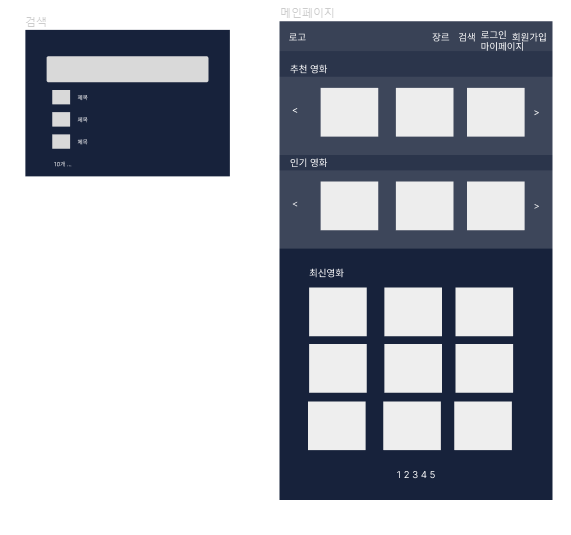 검색
제목
제목
제목
10개 ...
메인페이지
로고
장르 검색 로그인 회원가입
마이페이지
추천 영화
< >
인기 영화
< >
최신영화
1 2 3 4 5